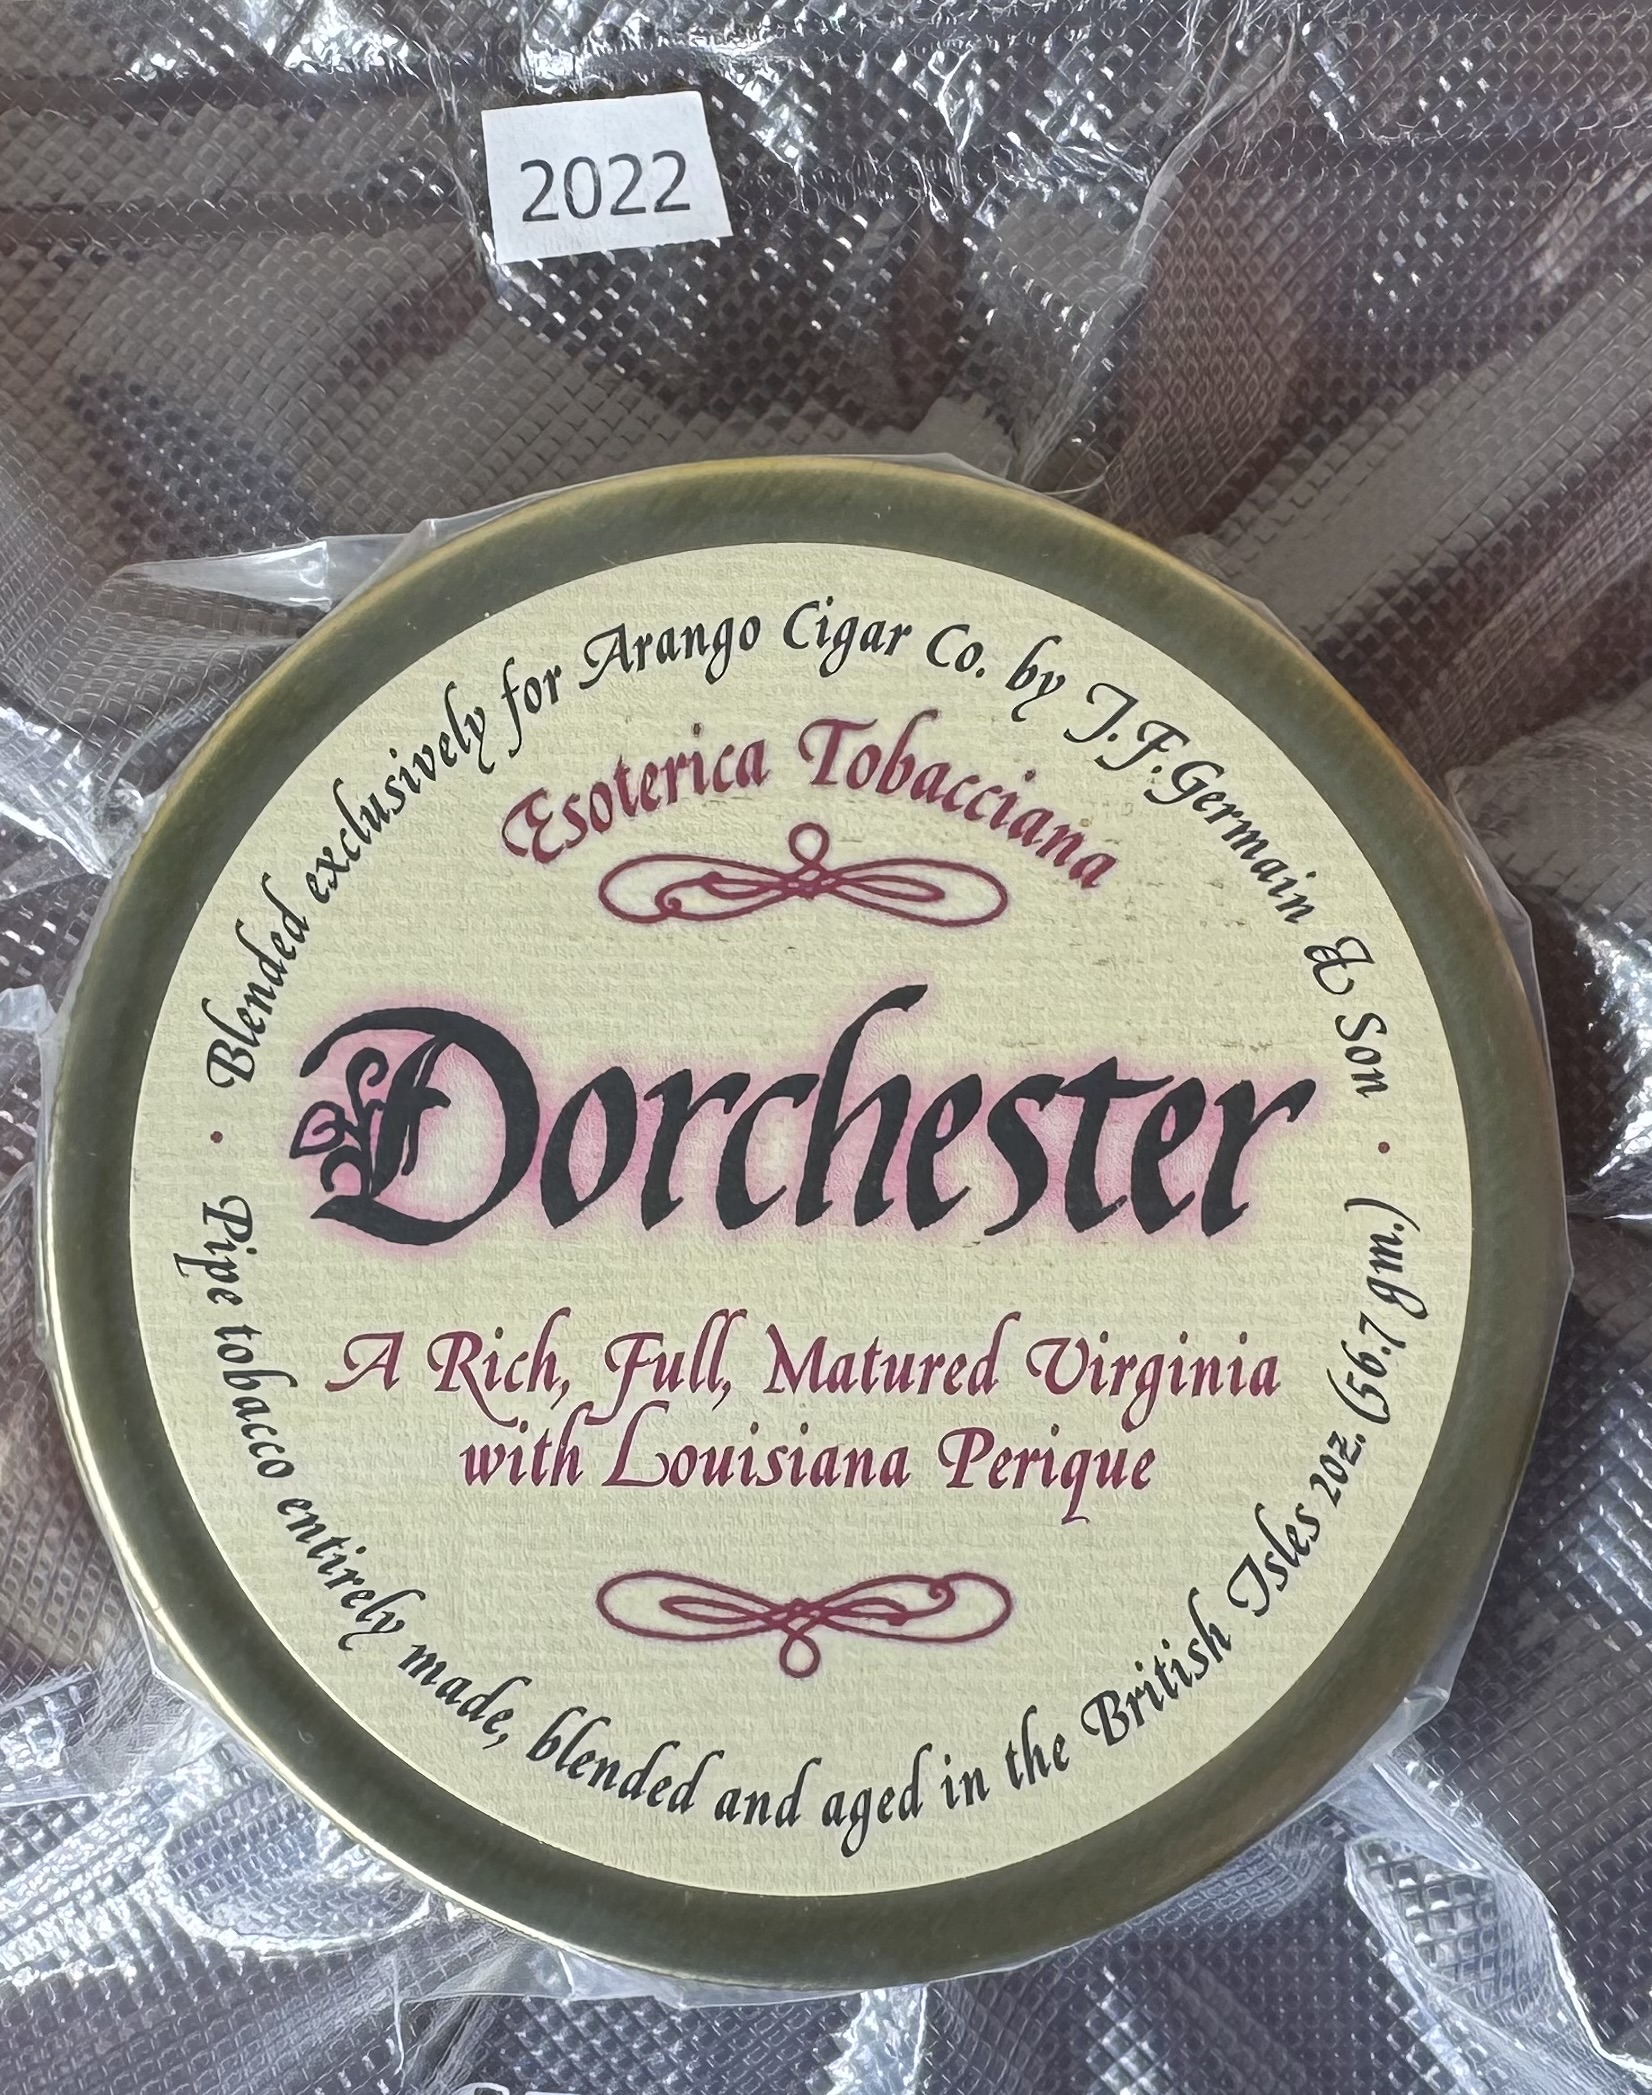 2022
Blended exclusively for Arango Cigar Co. by J.F. Germain & Son
Esoterica Tobacciana
Dorchester
A Rich, Full, Matured Virginia
with Louisiana Perique
Pipe tobacco entirely made, blended and aged in the British Isles 2oz. (56.7 gm.)